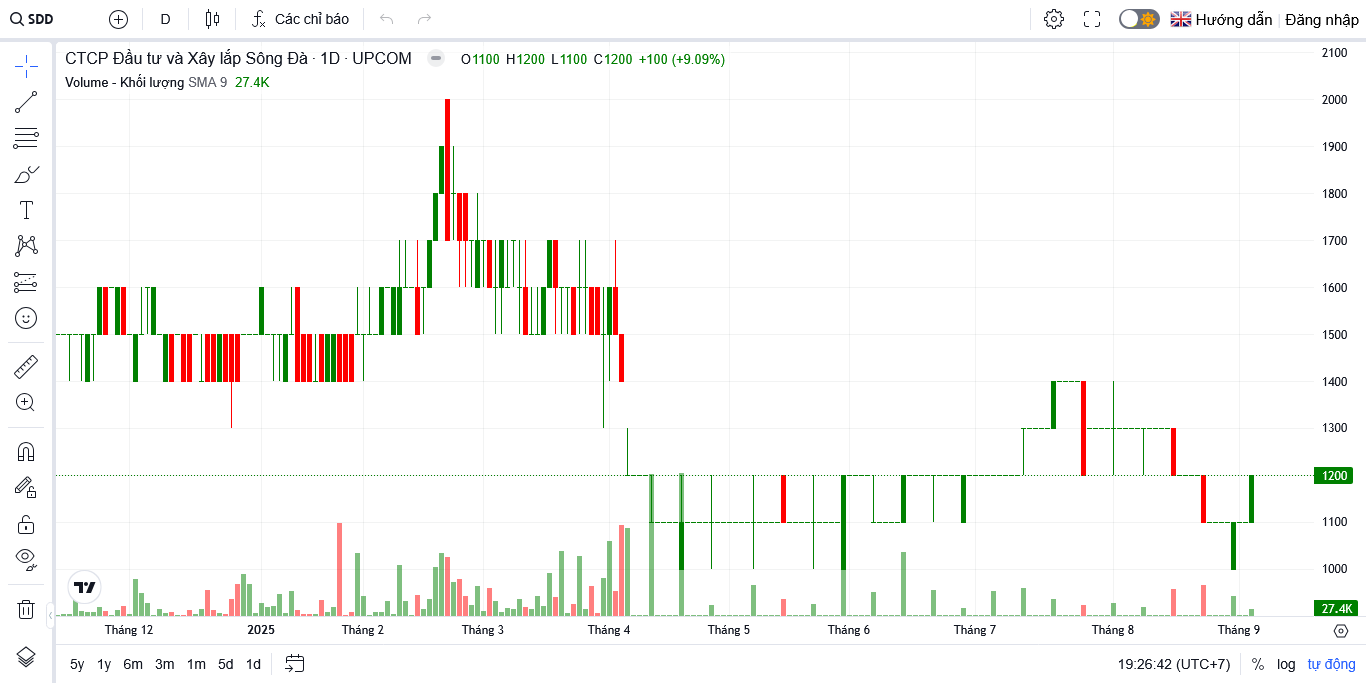 SDD D Các chỉ báo Hướng dẫn Đăng nhập
CTCP Đầu tư và Xây lắp Sông Đà · 1D · UPCOM O1100 H1200 L1100 C1200 +100 (+9.09%)
Volume - Khối lượng SMA 9 27.4K
2100
2000
1900
1800
1700
1600
1500
1400
1300
1200
1100
1000
27.4K
Tháng 12 2025 Tháng 2 Tháng 3 Tháng 4 Tháng 5 Tháng 6 Tháng 7 Tháng 8 Tháng 9
5y 1y 6m 3m 1m 5d 1d 19:26:42 (UTC+7) % log tự động